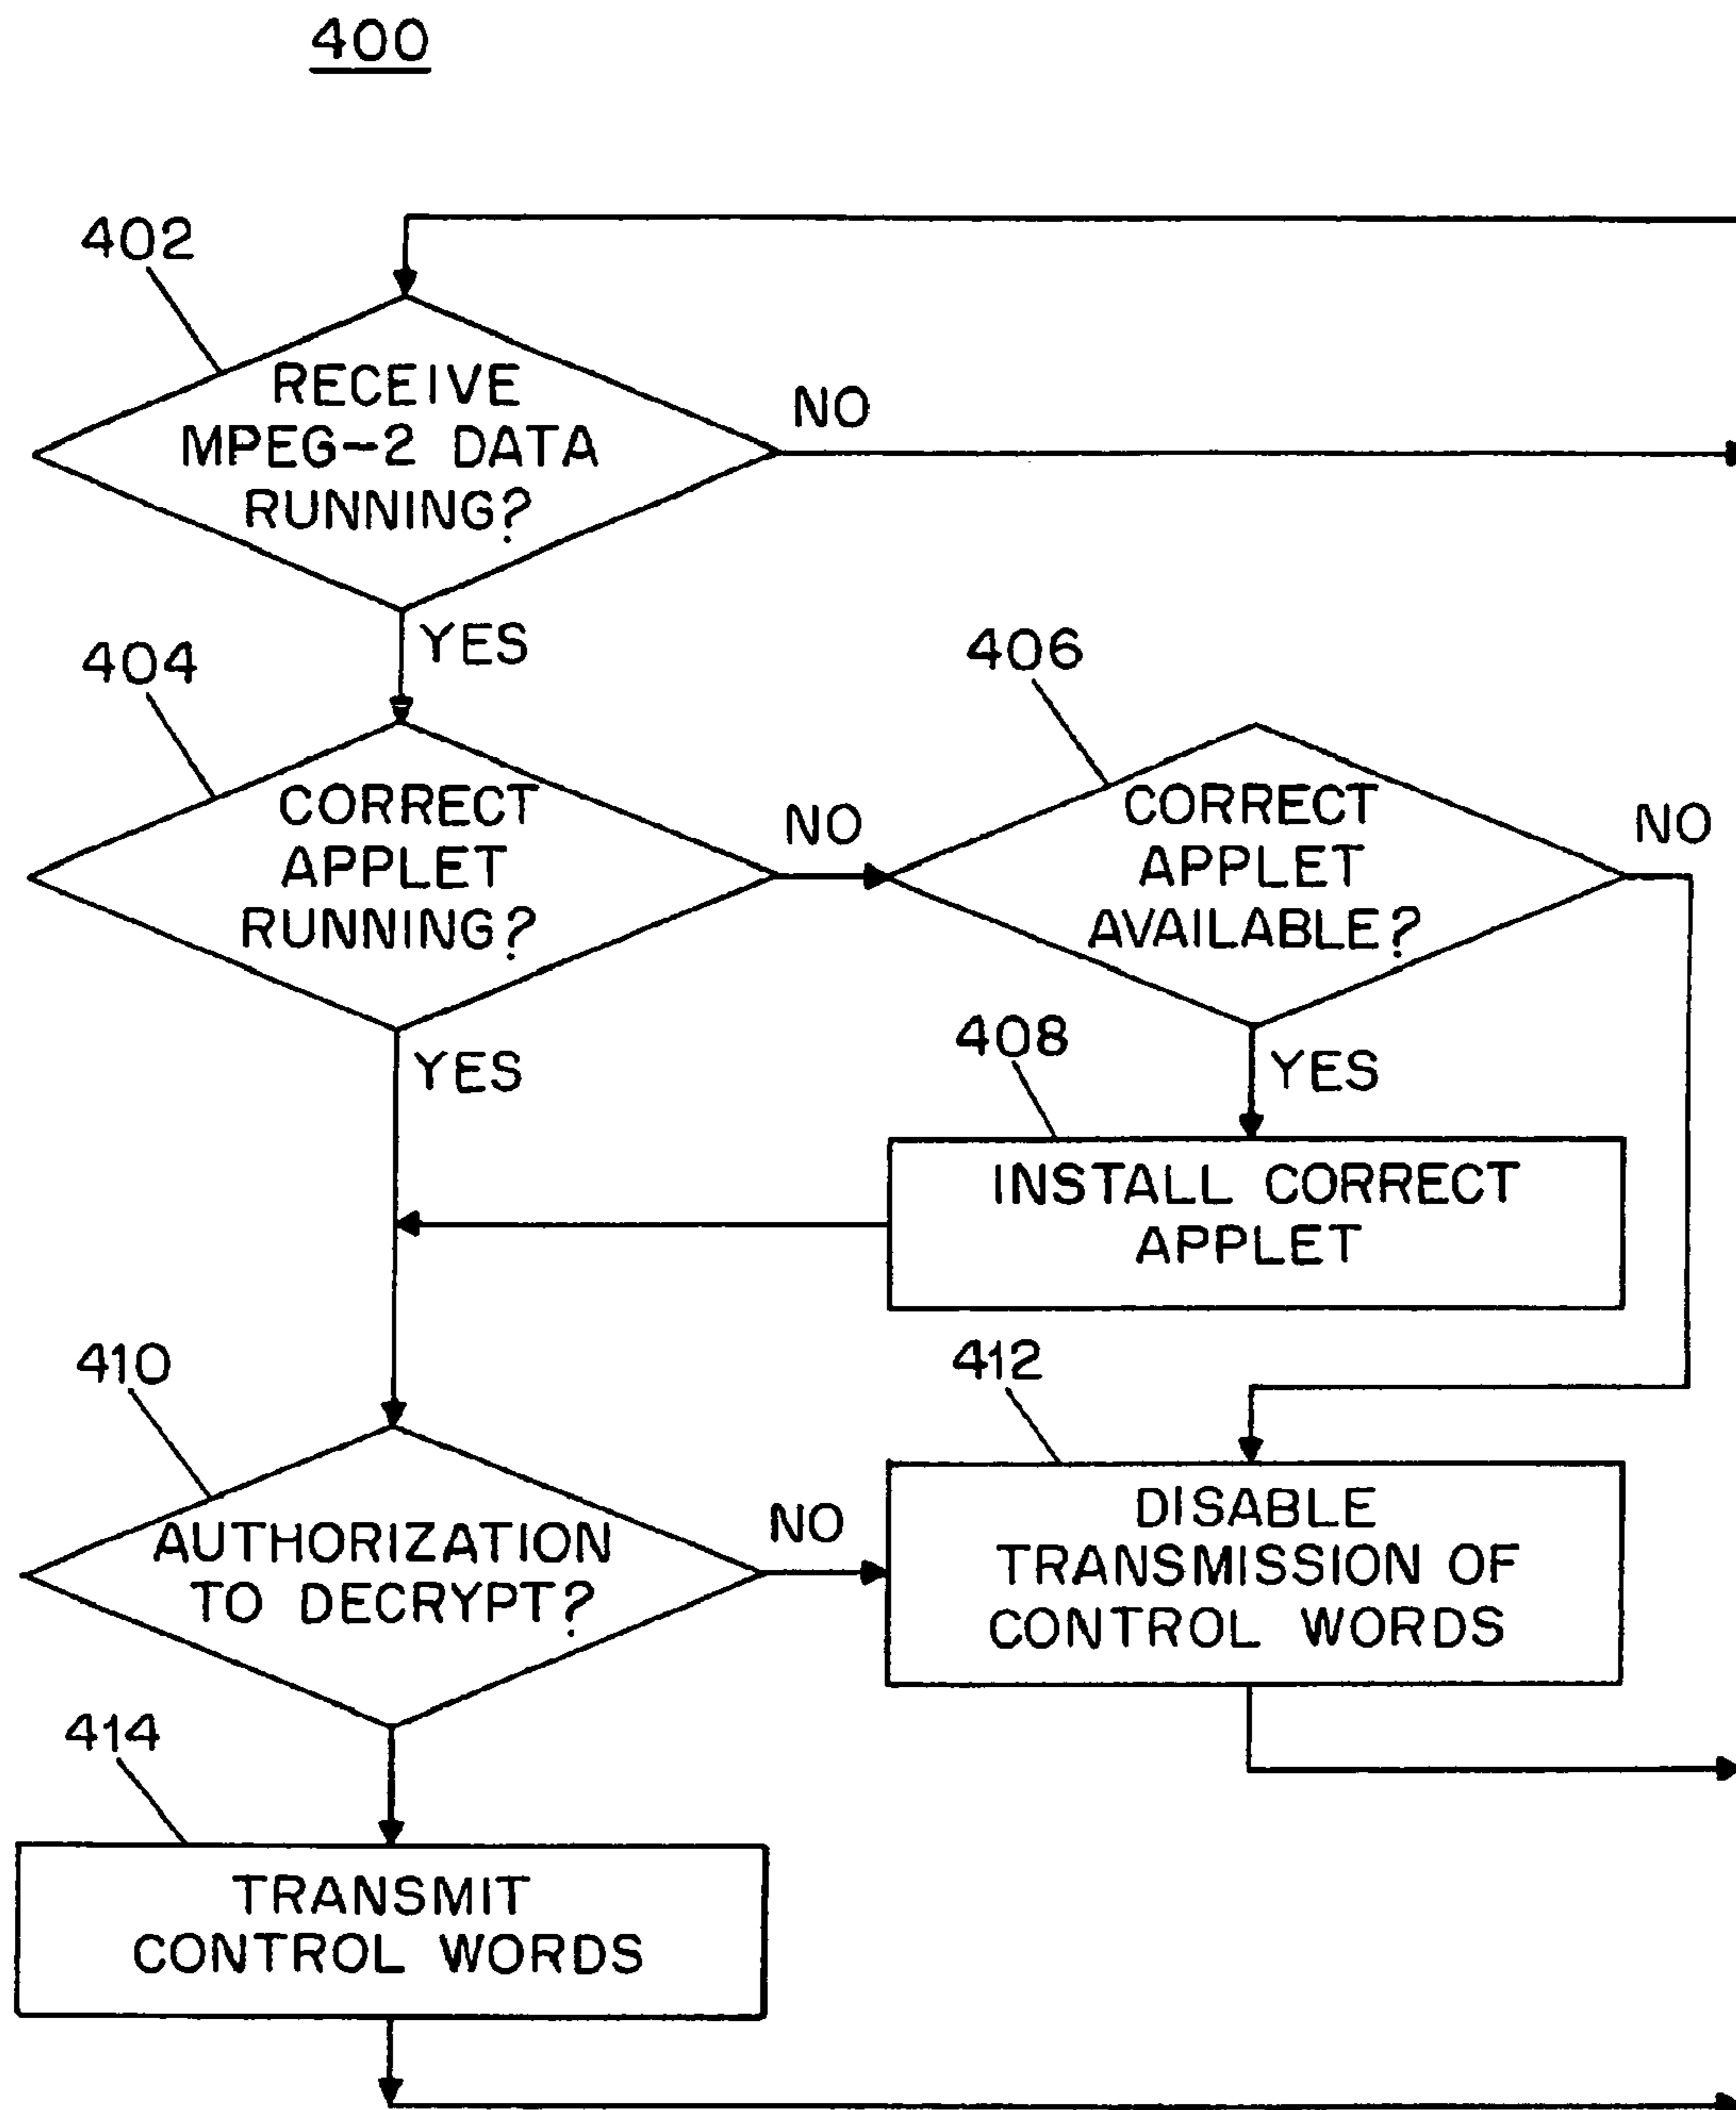 400
402
RECEIVE
MPEG-2 DATA
RUNNING?
NO
YES
404
CORRECT
APPLET
RUNNING?
NO
406
CORRECT
APPLET
AVAILABLE?
NO
YES
YES
408
INSTALL CORRECT
APPLET
410
AUTHORIZATION
TO DECRYPT?
NO
412
DISABLE
TRANSMISSION OF
CONTROL WORDS
414
TRANSMIT
CONTROL WORDS